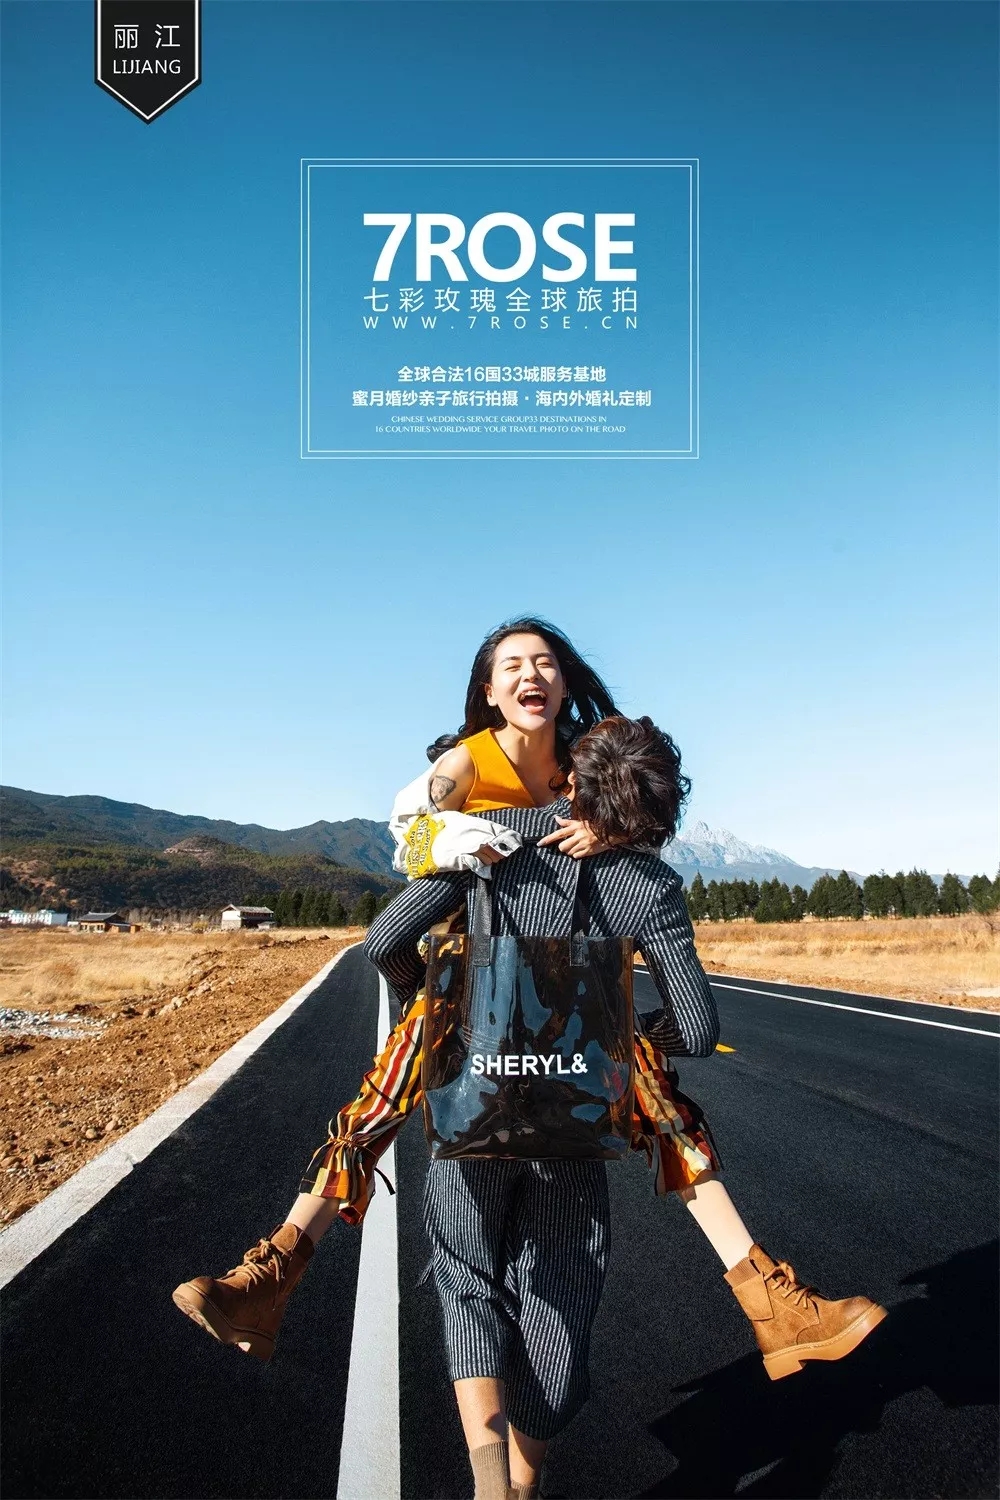 丽江
LIJIANG
7ROSE
七彩玫瑰全球旅拍
WWW.7ROSE.CN
全球合法16国33城服务基地
蜜月婚纱亲子旅行拍摄·海内外婚礼定制
CHINESE WEDDING SERVICE GROUP33 DESTINATIONS IN
16 COUNTRIES WORLDWIDE YOUR TRAVEL PHOTO ON THE ROAD
SHERYL&